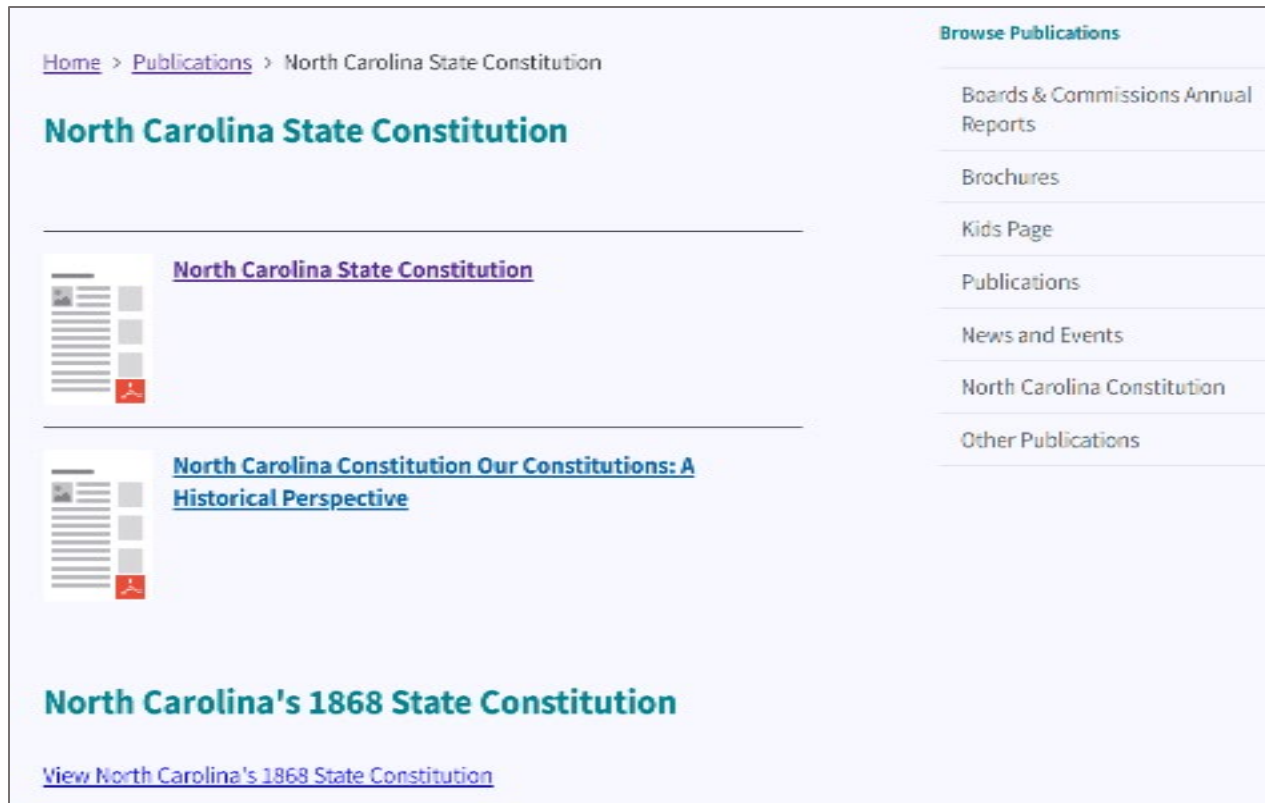 Home > Publications > North Carolina State Constitution
North Carolina State Constitution
North Carolina State Constitution
North Carolina Constitution Our Constitutions: A
Historical Perspective
North Carolina's 1868 State Constitution
View North Carolina's 1868 State Constitution
Browse Publications
Boards & Commissions Annual
Reports
Brochures
Kids Page
Publications
News and Events
North Carolina Constitution
Other Publications